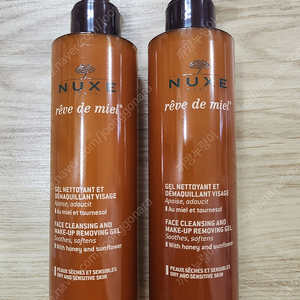 NUXE
rêve de miel®
GEL NETTOYANT ET
DÉMAQUILLANT VISAGE
Apaise, adoucit
Au miel et tournesol
FACE CLEANSING AND
MAKE-UP REMOVING GEL
Soothes, softens
With honey and sunflower
PEAUX SÈCHES ET SENSIBLES
DRY AND SENSITIVE SKIN
NUXE
rêve de miel®
GEL NETTOYANT ET
DÉMAQUILLANT VISAGE
Apaise, adoucit
Au miel et tournesol
FACE CLEANSING AND
MAKE-UP REMOVING GEL
Soothes, softens
With honey and sunflower
PEAUX SÈCHES ET SENSIBLES
DRY AND SENSITIVE SKIN